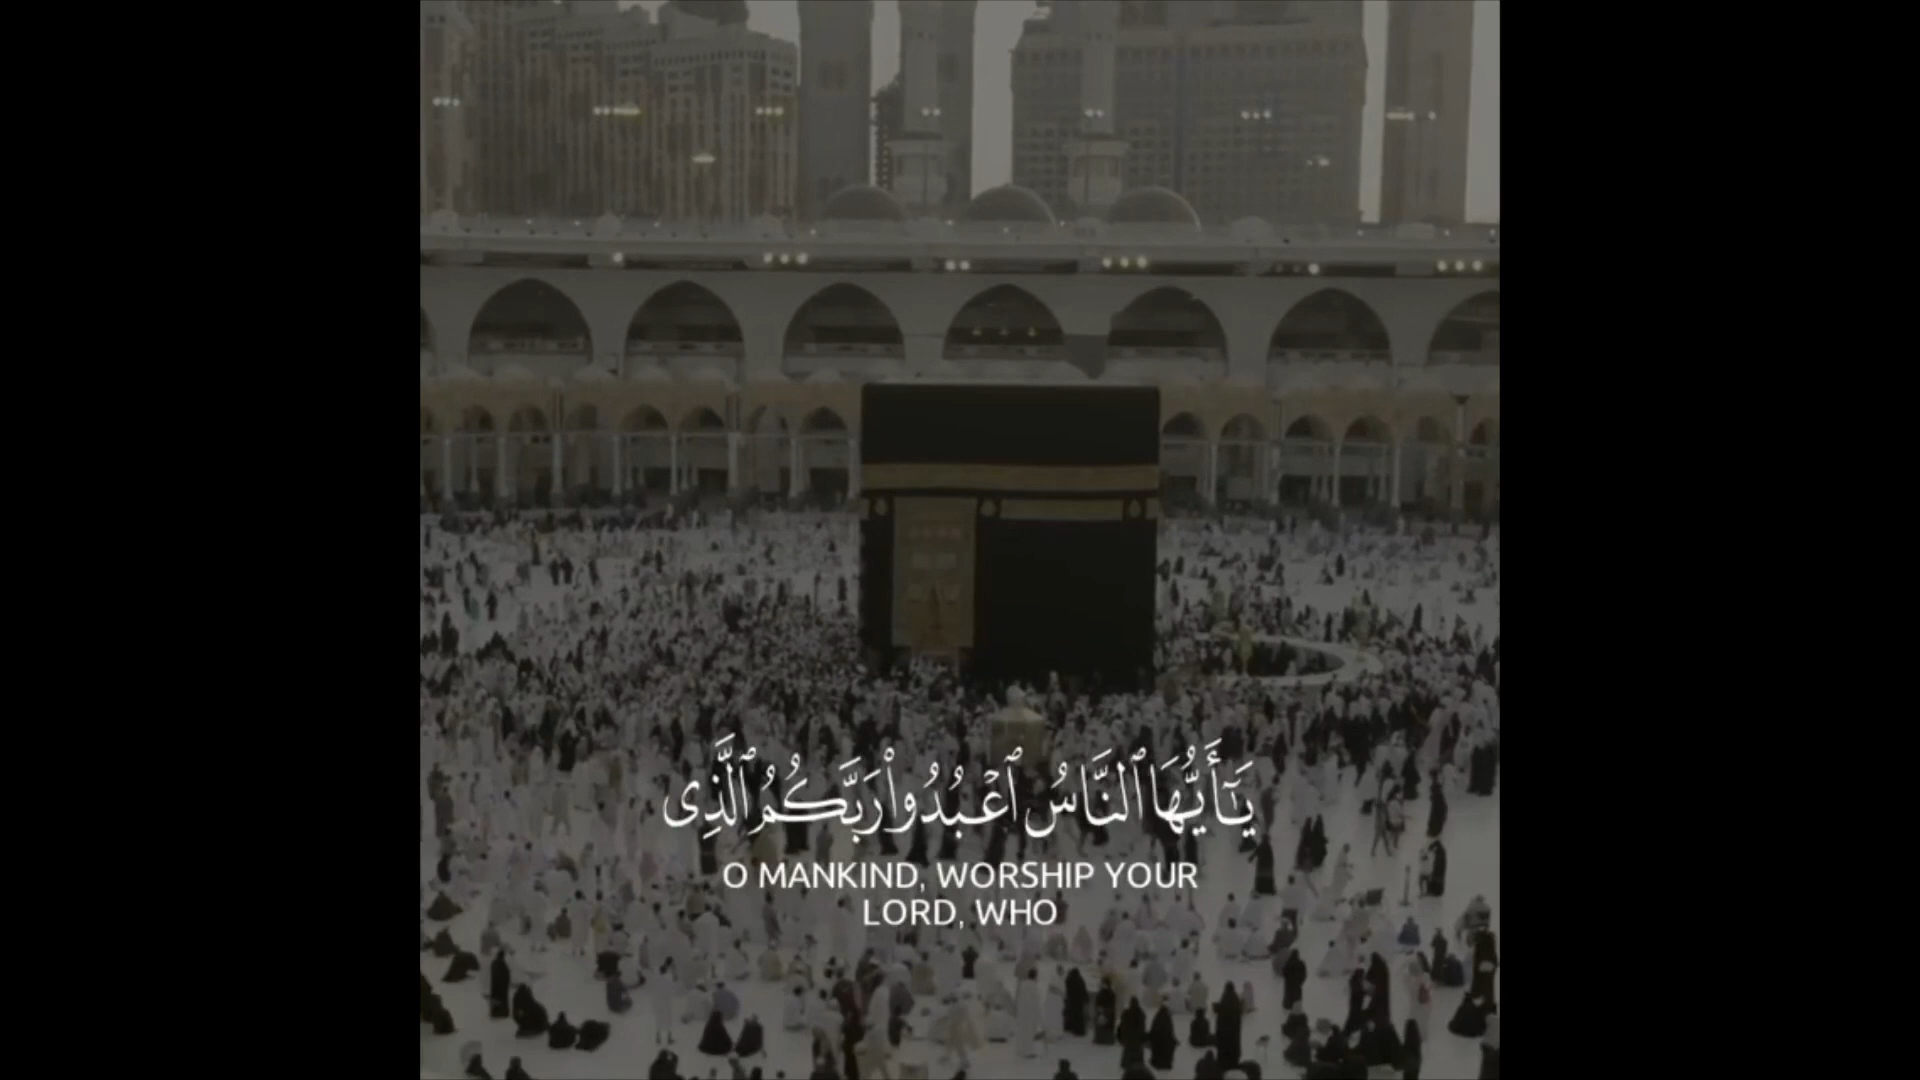 يَـٰٓأَيُّهَا ٱلنَّاسُ ٱعْبُدُوا۟ رَبَّكُمُ ٱلَّذِى
O MANKIND, WORSHIP YOUR
LORD, WHO